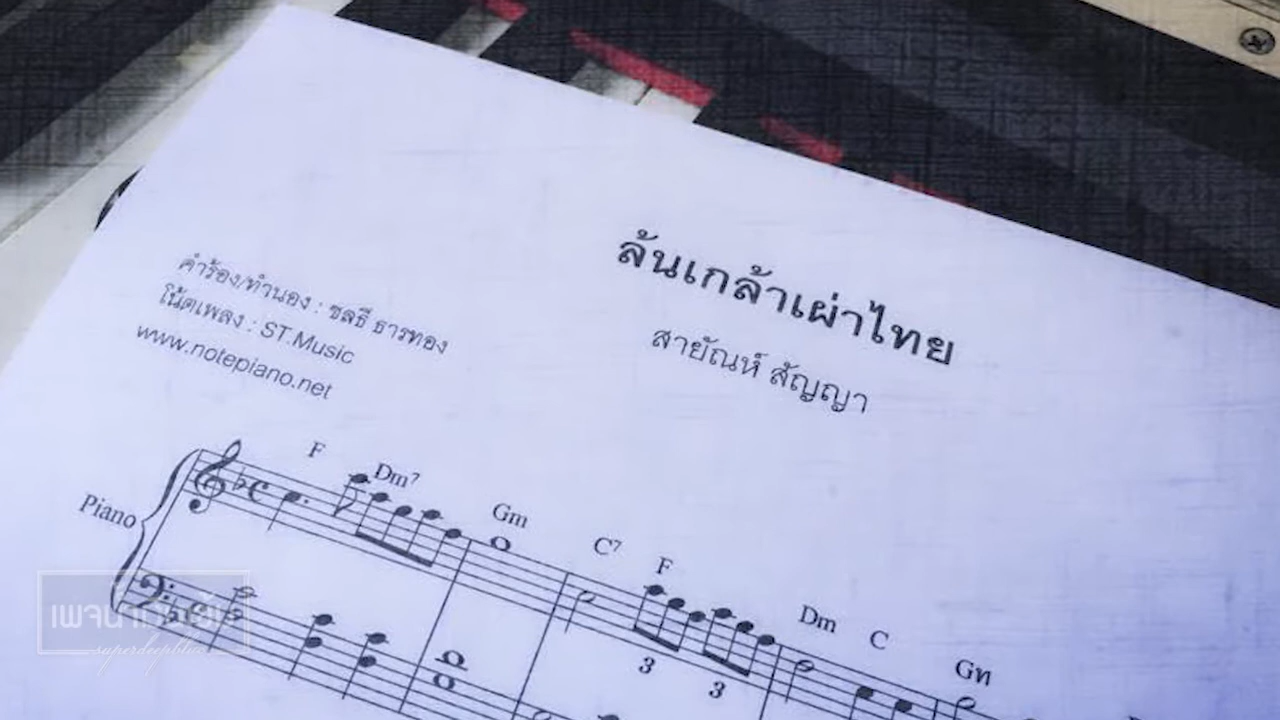 ล้นเกล้าเผ่าไทย
สายัณห์ สัญญา
คำร้อง/ทำนอง : ชลธี ธารทอง
โน้ตเพลง : ST.Music
www.notepiano.net
F Dm7 Gm C7 F Dm C Gm
Piano
3 3
superdeepblue